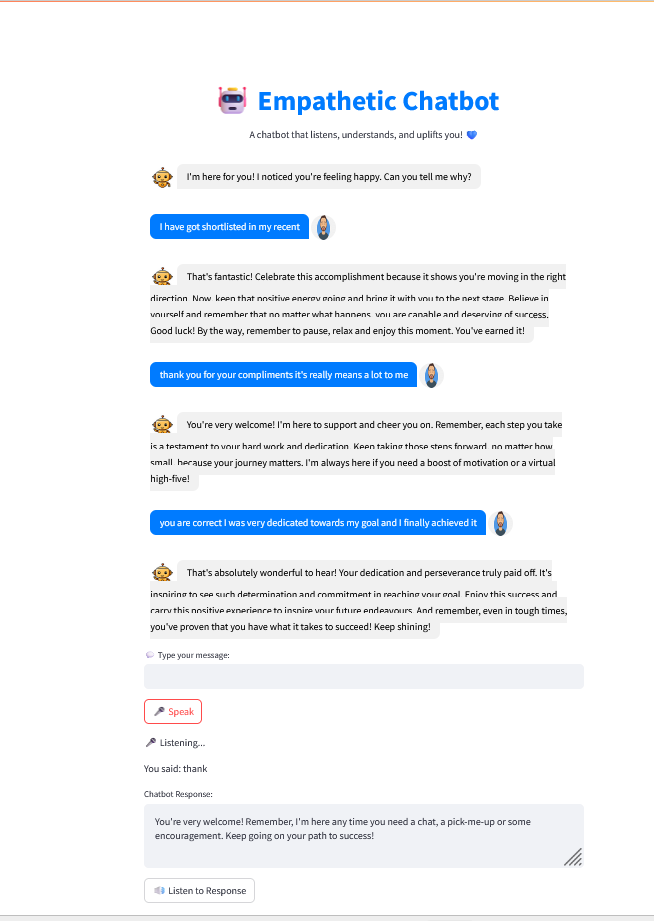 Empathetic Chatbot
A chatbot that listens, understands, and uplifts you!
I'm here for you! I noticed you're feeling happy. Can you tell me why?
I have got shortlisted in my recent
That's fantastic! Celebrate this accomplishment because it shows you're moving in the right
direction. Now, keep that positive energy going and bring it with you to the next stage. Believe in
yourself and remember that no matter what happens, you are capable and deserving of success.
Good luck! By the way, remember to pause, relax and enjoy this moment. You've earned it!
thank you for your compliments it's really means a lot to me
You're very welcome! I'm here to support and cheer you on. Remember, each step you take
is a testament to your hard work and dedication. Keep taking those steps forward, no matter how
small, because your journey matters. I'm always here if you need a boost of motivation or a virtual
high-five!
you are correct I was very dedicated towards my goal and I finally achieved it
That's absolutely wonderful to hear! Your dedication and perseverance truly paid off. It's
inspiring to see such determination and commitment in reaching your goal. Enjoy this success and
carry this positive experience to inspire your future endeavours. And remember, even in tough times,
you've proven that you have what it takes to succeed! Keep shining!
Type your message:
Speak
Listening...
You said: thank
Chatbot Response:
You're very welcome! Remember, I'm here any time you need a chat, a pick-me-up or some
encouragement. Keep going on your path to success!
Listen to Response